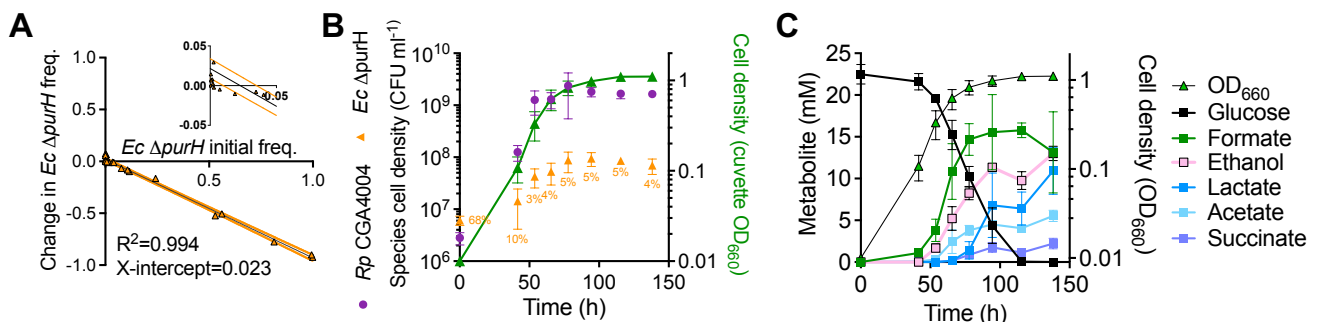 A
Change in Ec ΔpurH freq.
1.0
0.5
0.0
-0.5
-1.0
0.05
0.00
-0.05
0.05
Ec ΔpurH initial freq.
0.5
1.0
R²=0.994
X-intercept=0.023
B
Rp CGA4004
Ec ΔpurH
Species cell density (CFU ml⁻¹)
10¹⁰
10⁹
10⁸
10⁷
10⁶
68%
10%
3%
4%
5%
5%
5%
4%
0
50
100
150
Time (h)
1
0.1
0.01
Cell density (cuvette OD₆₆₀)
C
Metabolite (mM)
25
20
15
10
5
0
0
50
100
150
Time (h)
1
0.1
0.01
Cell density (OD₆₆₀)
OD₆₆₀
Glucose
Formate
Ethanol
Lactate
Acetate
Succinate